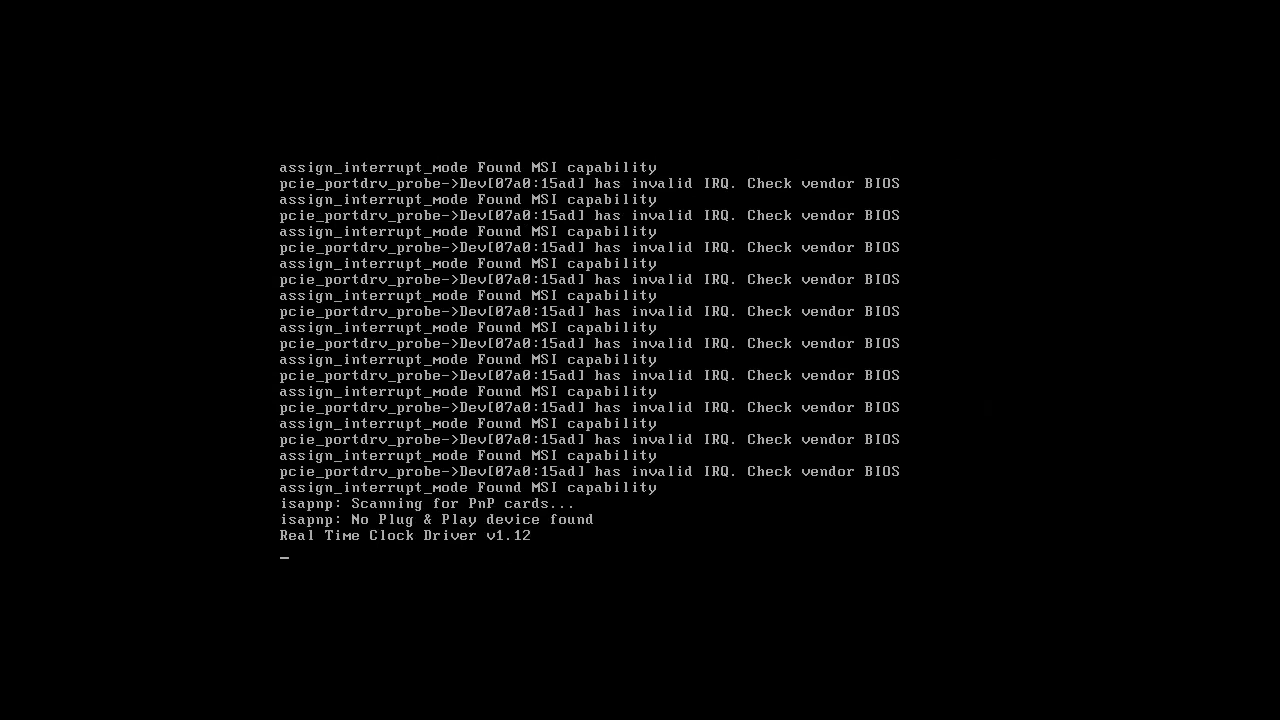 assign_interrupt_mode Found MSI capability
pcie_portdrv_probe->Dev[07a0:15ad] has invalid IRQ. Check vendor BIOS
assign_interrupt_mode Found MSI capability
pcie_portdrv_probe->Dev[07a0:15ad] has invalid IRQ. Check vendor BIOS
assign_interrupt_mode Found MSI capability
pcie_portdrv_probe->Dev[07a0:15ad] has invalid IRQ. Check vendor BIOS
assign_interrupt_mode Found MSI capability
pcie_portdrv_probe->Dev[07a0:15ad] has invalid IRQ. Check vendor BIOS
assign_interrupt_mode Found MSI capability
pcie_portdrv_probe->Dev[07a0:15ad] has invalid IRQ. Check vendor BIOS
assign_interrupt_mode Found MSI capability
pcie_portdrv_probe->Dev[07a0:15ad] has invalid IRQ. Check vendor BIOS
assign_interrupt_mode Found MSI capability
pcie_portdrv_probe->Dev[07a0:15ad] has invalid IRQ. Check vendor BIOS
assign_interrupt_mode Found MSI capability
pcie_portdrv_probe->Dev[07a0:15ad] has invalid IRQ. Check vendor BIOS
assign_interrupt_mode Found MSI capability
pcie_portdrv_probe->Dev[07a0:15ad] has invalid IRQ. Check vendor BIOS
assign_interrupt_mode Found MSI capability
pcie_portdrv_probe->Dev[07a0:15ad] has invalid IRQ. Check vendor BIOS
assign_interrupt_mode Found MSI capability
isapnp: Scanning for PnP cards...
isapnp: No Plug & Play device found
Real Time Clock Driver v1.12
_